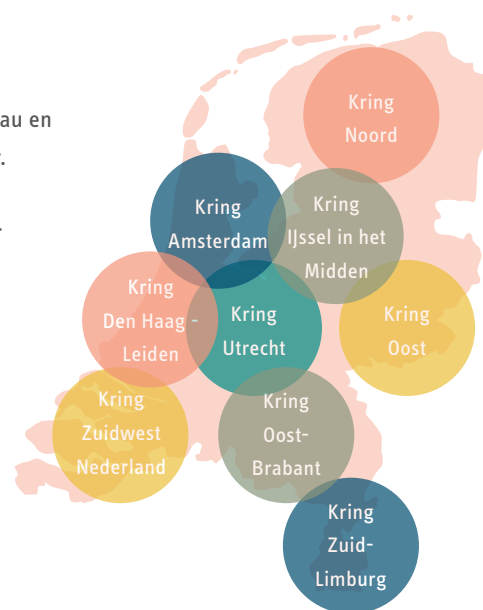 au en
Kring
Noord
Kring
Amsterdam
Kring
IJssel in het
Midden
Kring
Den Haag -
Leiden
Kring
Utrecht
Kring
Oost
Kring
Zuidwest
Nederland
Kring
Oost-
Brabant
Kring
Zuid-
Limburg